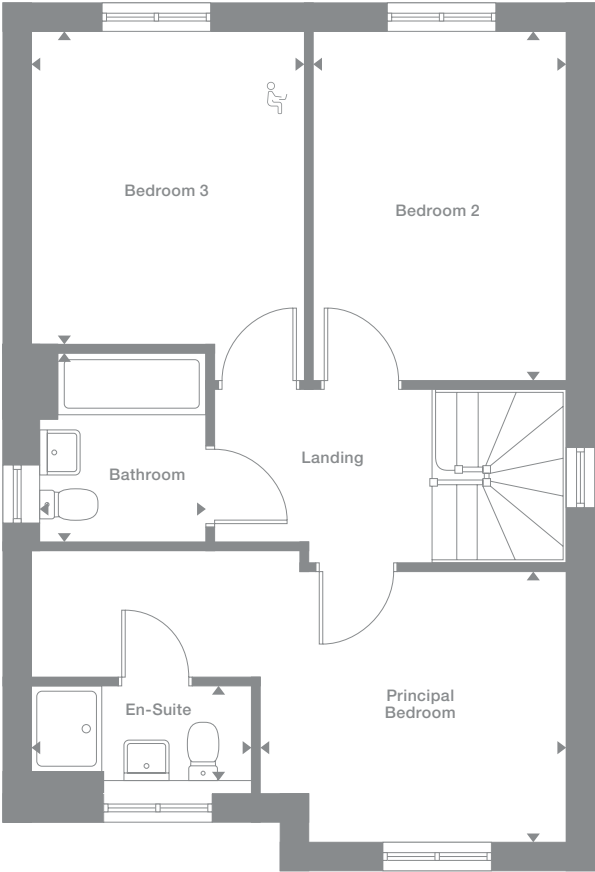 Bedroom 3
Bedroom 2
Landing
Bathroom
Principal
Bedroom
En-Suite